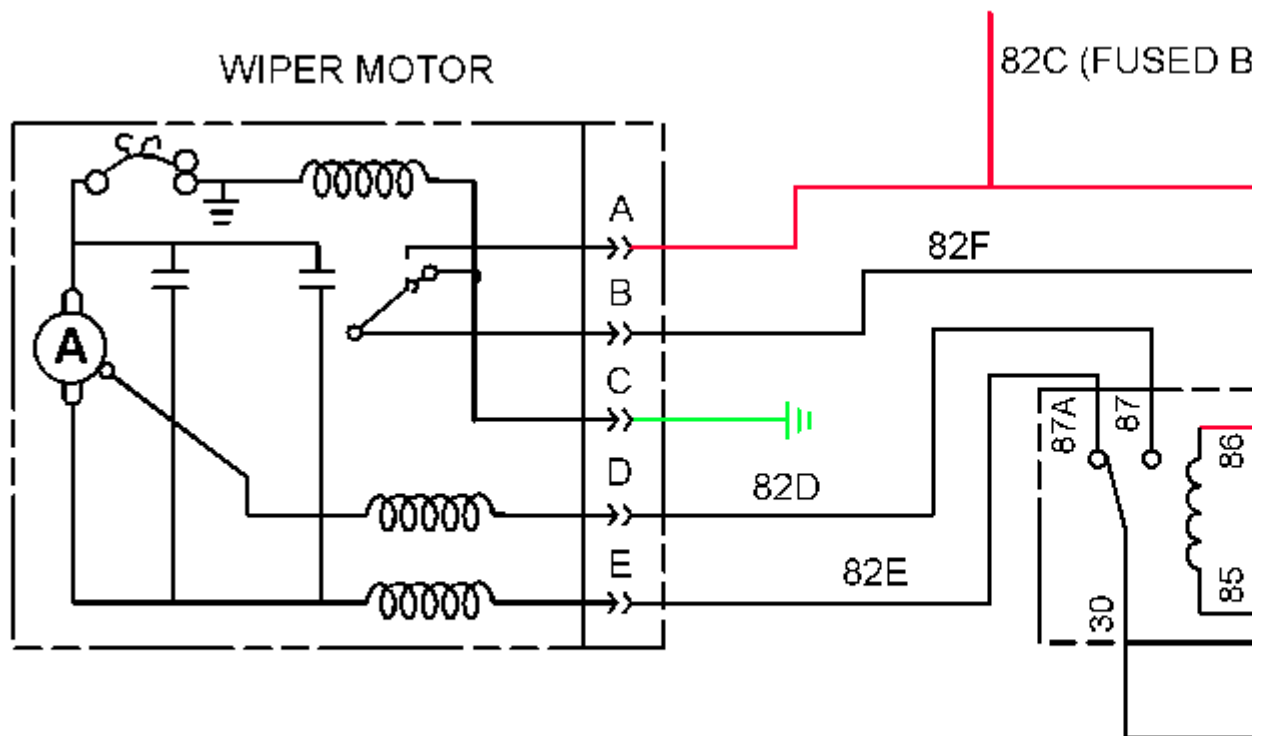 WIPER MOTOR
82C (FUSED B
A
82F
B
C
87A
87
86
A
D
82D
E
82E
30
85